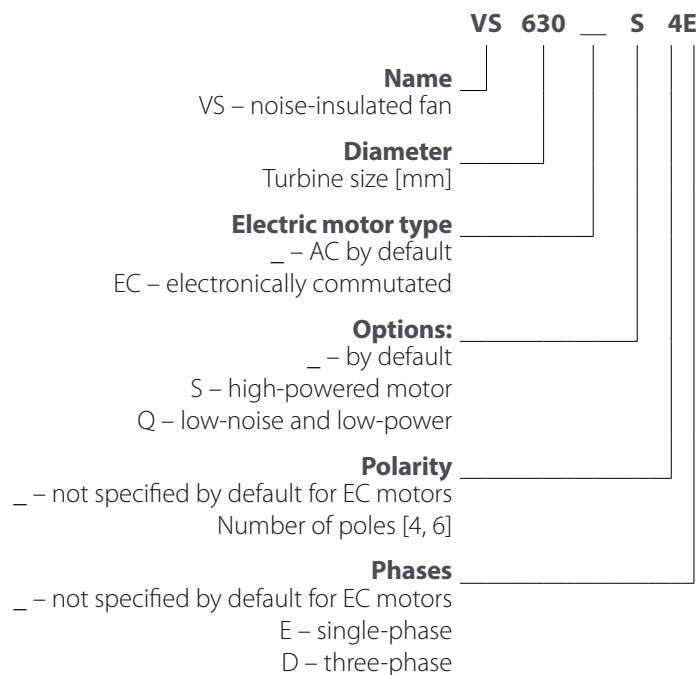 VS 630 __ S 4E
Name
VS – noise-insulated fan
Diameter
Turbine size [mm]
Electric motor type
_ – AC by default
EC – electronically commutated
Options:
_ – by default
S – high-powered motor
Q – low-noise and low-power
Polarity
_ – not specified by default for EC motors
Number of poles [4, 6]
Phases
_ – not specified by default for EC motors
E – single-phase
D – three-phase